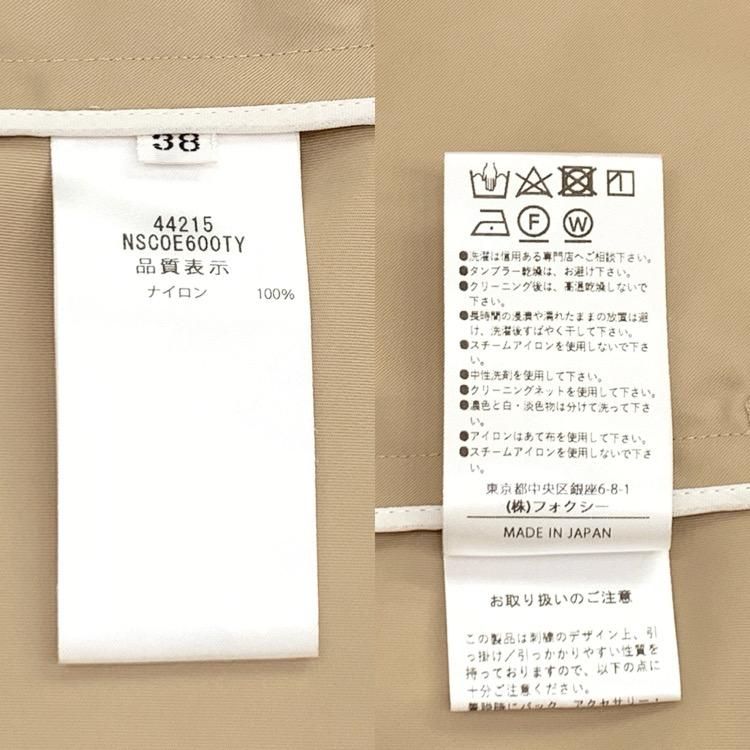 38
44215
NSCOE600TY
品質表示
ナイロン 100%
F W
●洗濯は信用ある専門店へご相談下さい。
●タンブラー乾燥は、お避け下さい。
●クリーニング後は、高温乾燥しないで
下さい。
●長時間の浸漬や濡れたままの放置は避
け、洗濯後すばやく干して下さい。
●スチームアイロンを使用しないで下さ
い。
●中性洗剤を使用して下さい。
●クリーニングネットを使用して下さい。
●濃色と白・淡色物は分けて洗って下さ
い。
●アイロンはあて布を使用して下さい。
●スチームアイロンを使用しないで下さ
い。
東京都中央区銀座6-8-1
(株)フォクシー
MADE IN JAPAN
お取り扱いのご注意
この製品は刺繍のデザイン上、引
っ掛け/引っかかりやすい性質を
持っておりますので、以下の点に
十分ご注意ください。
着脱時にバック、アクセサリー・